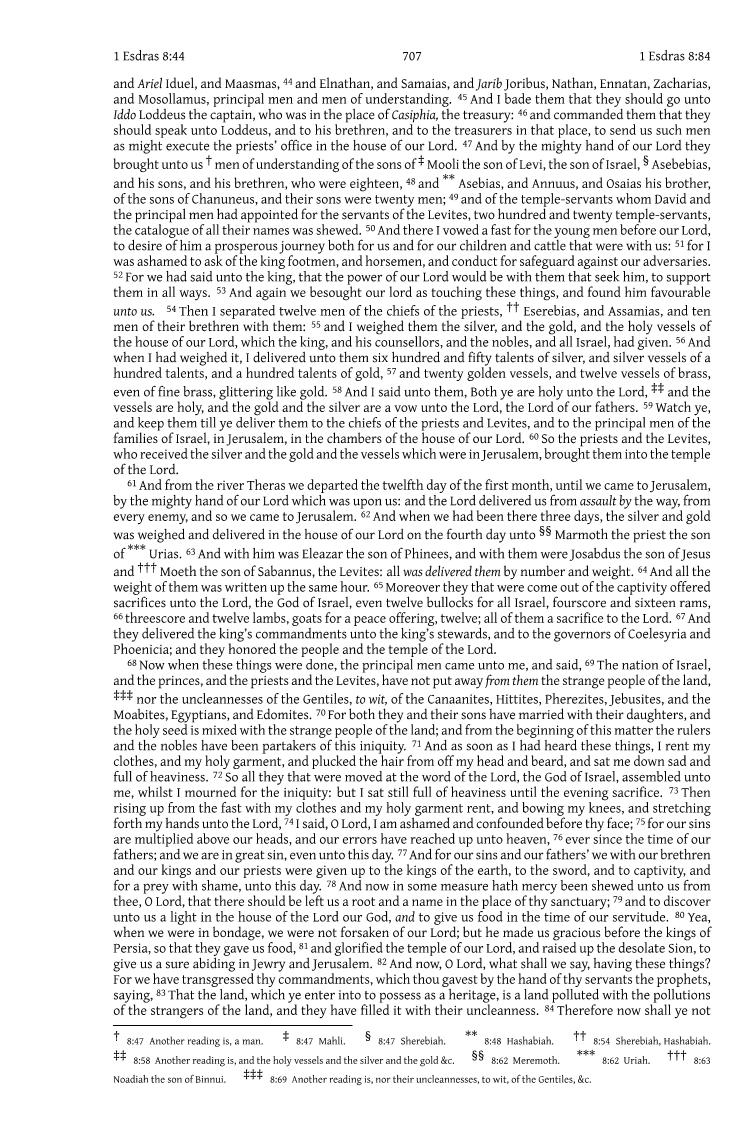 1 Esdras 8:44 707 1 Esdras 8:84
and Ariel Iduel, and Maasmas, 44 and Elnathan, and Samaias, and Jarib Joribus, Nathan, Ennatan, Zacharias,
and Mosollamus, principal men and men of understanding. 45 And I bade them that they should go unto
Iddo Loddeus the captain, who was in the place of Casiphia, the treasury: 46 and commanded them that they
should speak unto Loddeus, and to his brethren, and to the treasurers in that place, to send us such men
as might execute the priests’ office in the house of our Lord. 47 And by the mighty hand of our Lord they
brought unto us † men of understanding of the sons of ‡ Mooli the son of Levi, the son of Israel, § Asebebias,
and his sons, and his brethren, who were eighteen, 48 and ** Asebias, and Annuus, and Osaias his brother,
of the sons of Chanuneus, and their sons were twenty men; 49 and of the temple-servants whom David and
the principal men had appointed for the servants of the Levites, two hundred and twenty temple-servants,
the catalogue of all their names was shewed. 50 And there I vowed a fast for the young men before our Lord,
to desire of him a prosperous journey both for us and for our children and cattle that were with us: 51 for I
was ashamed to ask of the king footmen, and horsemen, and conduct for safeguard against our adversaries.
52 For we had said unto the king, that the power of our Lord would be with them that seek him, to support
them in all ways. 53 And again we besought our lord as touching these things, and found him favourable
unto us. 54 Then I separated twelve men of the chiefs of the priests, †† Eserebias, and Assamias, and ten
men of their brethren with them: 55 and I weighed them the silver, and the gold, and the holy vessels of
the house of our Lord, which the king, and his counsellors, and the nobles, and all Israel, had given. 56 And
when I had weighed it, I delivered unto them six hundred and fifty talents of silver, and silver vessels of a
hundred talents, and a hundred talents of gold, 57 and twenty golden vessels, and twelve vessels of brass,
even of fine brass, glittering like gold. 58 And I said unto them, Both ye are holy unto the Lord, ‡‡ and the
vessels are holy, and the gold and the silver are a vow unto the Lord, the Lord of our fathers. 59 Watch ye,
and keep them till ye deliver them to the chiefs of the priests and Levites, and to the principal men of the
families of Israel, in Jerusalem, in the chambers of the house of our Lord. 60 So the priests and the Levites,
who received the silver and the gold and the vessels which were in Jerusalem, brought them into the temple
of the Lord.
61 And from the river Theras we departed the twelfth day of the first month, until we came to Jerusalem,
by the mighty hand of our Lord which was upon us: and the Lord delivered us from assault by the way, from
every enemy, and so we came to Jerusalem. 62 And when we had been there three days, the silver and gold
was weighed and delivered in the house of our Lord on the fourth day unto §§ Marmoth the priest the son
of *** Urias. 63 And with him was Eleazar the son of Phinees, and with them were Josabdus the son of Jesus
and ††† Moeth the son of Sabannus, the Levites: all was delivered them by number and weight. 64 And all the
weight of them was written up the same hour. 65 Moreover they that were come out of the captivity offered
sacrifices unto the Lord, the God of Israel, even twelve bullocks for all Israel, fourscore and sixteen rams,
66 threescore and twelve lambs, goats for a peace offering, twelve; all of them a sacrifice to the Lord. 67 And
they delivered the king’s commandments unto the king’s stewards, and to the governors of Coelesyria and
Phoenicia; and they honored the people and the temple of the Lord.
68 Now when these things were done, the principal men came unto me, and said, 69 The nation of Israel,
and the princes, and the priests and the Levites, have not put away from them the strange people of the land,
‡‡‡ nor the uncleannesses of the Gentiles, to wit, of the Canaanites, Hittites, Pherezites, Jebusites, and the
Moabites, Egyptians, and Edomites. 70 For both they and their sons have married with their daughters, and
the holy seed is mixed with the strange people of the land; and from the beginning of this matter the rulers
and the nobles have been partakers of this iniquity. 71 And as soon as I had heard these things, I rent my
clothes, and my holy garment, and plucked the hair from off my head and beard, and sat me down sad and
full of heaviness. 72 So all they that were moved at the word of the Lord, the God of Israel, assembled unto
me, whilst I mourned for the iniquity: but I sat still full of heaviness until the evening sacrifice. 73 Then
rising up from the fast with my clothes and my holy garment rent, and bowing my knees, and stretching
forth my hands unto the Lord, 74 I said, O Lord, I am ashamed and confounded before thy face; 75 for our sins
are multiplied above our heads, and our errors have reached up unto heaven, 76 ever since the time of our
fathers; and we are in great sin, even unto this day. 77 And for our sins and our fathers’ we with our brethren
and our kings and our priests were given up to the kings of the earth, to the sword, and to captivity, and
for a prey with shame, unto this day. 78 And now in some measure hath mercy been shewed unto us from
thee, O Lord, that there should be left us a root and a name in the place of thy sanctuary; 79 and to discover
unto us a light in the house of the Lord our God, and to give us food in the time of our servitude. 80 Yea,
when we were in bondage, we were not forsaken of our Lord; but he made us gracious before the kings of
Persia, so that they gave us food, 81 and glorified the temple of our Lord, and raised up the desolate Sion, to
give us a sure abiding in Jewry and Jerusalem. 82 And now, O Lord, what shall we say, having these things?
For we have transgressed thy commandments, which thou gavest by the hand of thy servants the prophets,
saying, 83 That the land, which ye enter into to possess as a heritage, is a land polluted with the pollutions
of the strangers of the land, and they have filled it with their uncleanness. 84 Therefore now shall ye not
† 8:47 Another reading is, a man. ‡ 8:47 Mahli. § 8:47 Sherebiah. ** 8:48 Hashabiah. †† 8:54 Sherebiah, Hashabiah.
‡‡ 8:58 Another reading is, and the holy vessels and the silver and the gold &c. §§ 8:62 Meremoth. *** 8:62 Uriah. ††† 8:63
Noadiah the son of Binnui. ‡‡‡ 8:69 Another reading is, nor their uncleannesses, to wit, of the Gentiles, &c.